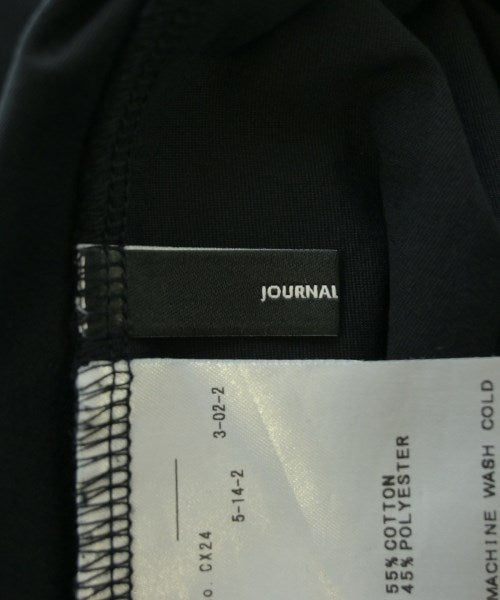 JOURNAL
3-02-2
5-14-2
o. CX24
55% COTTON
45% POLYESTER
MACHINE WASH COLD